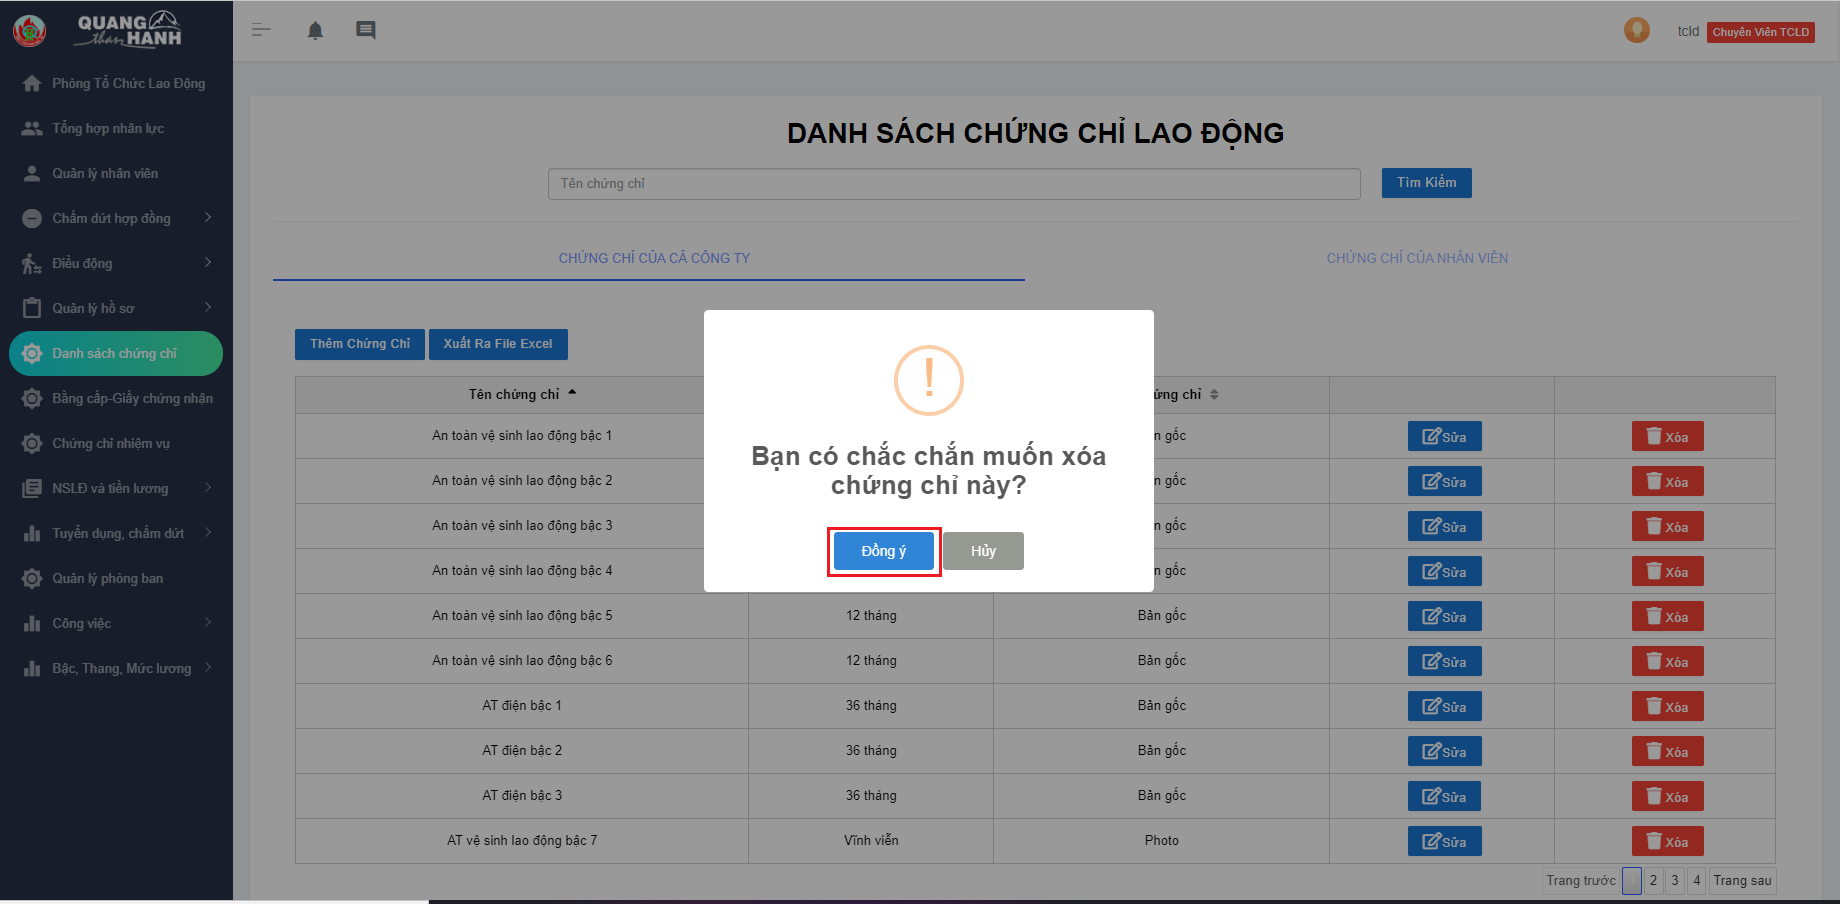 QUANG
than HANH
tcld Chuyên Viên TCLD
Phòng Tổ Chức Lao Động
Tổng hợp nhân lực
Quản lý nhân viên
Chấm dứt hợp đồng
Điều động
Quản lý hồ sơ
Danh sách chứng chỉ
Bằng cấp-Giấy chứng nhận
Chứng chỉ nhiệm vụ
NSLĐ và tiền lương
Tuyển dụng, chấm dứt
Quản lý phòng ban
Công việc
Bậc, Thang, Mức lương
DANH SÁCH CHỨNG CHỈ LAO ĐỘNG
Tên chứng chỉ Tìm Kiếm
CHỨNG CHỈ CỦA CẢ CÔNG TY CHỨNG CHỈ CỦA NHÂN VIÊN
Thêm Chứng Chỉ Xuất Ra File Excel
Bạn có chắc chắn muốn xóa
chứng chỉ này?
Đồng ý Hủy
Tên chứng chỉ ứng chỉ
An toàn vệ sinh lao động bậc 1 n gốc Sửa Xóa
An toàn vệ sinh lao động bậc 2 n gốc Sửa Xóa
An toàn vệ sinh lao động bậc 3 n gốc Sửa Xóa
An toàn vệ sinh lao động bậc 4 n gốc Sửa Xóa
An toàn vệ sinh lao động bậc 5 12 tháng Bản gốc Sửa Xóa
An toàn vệ sinh lao động bậc 6 12 tháng Bản gốc Sửa Xóa
AT điện bậc 1 36 tháng Bản gốc Sửa Xóa
AT điện bậc 2 36 tháng Bản gốc Sửa Xóa
AT điện bậc 3 36 tháng Bản gốc Sửa Xóa
AT vệ sinh lao động bậc 7 Vĩnh viễn Photo Sửa Xóa
Trang trước 1 2 3 4 Trang sau